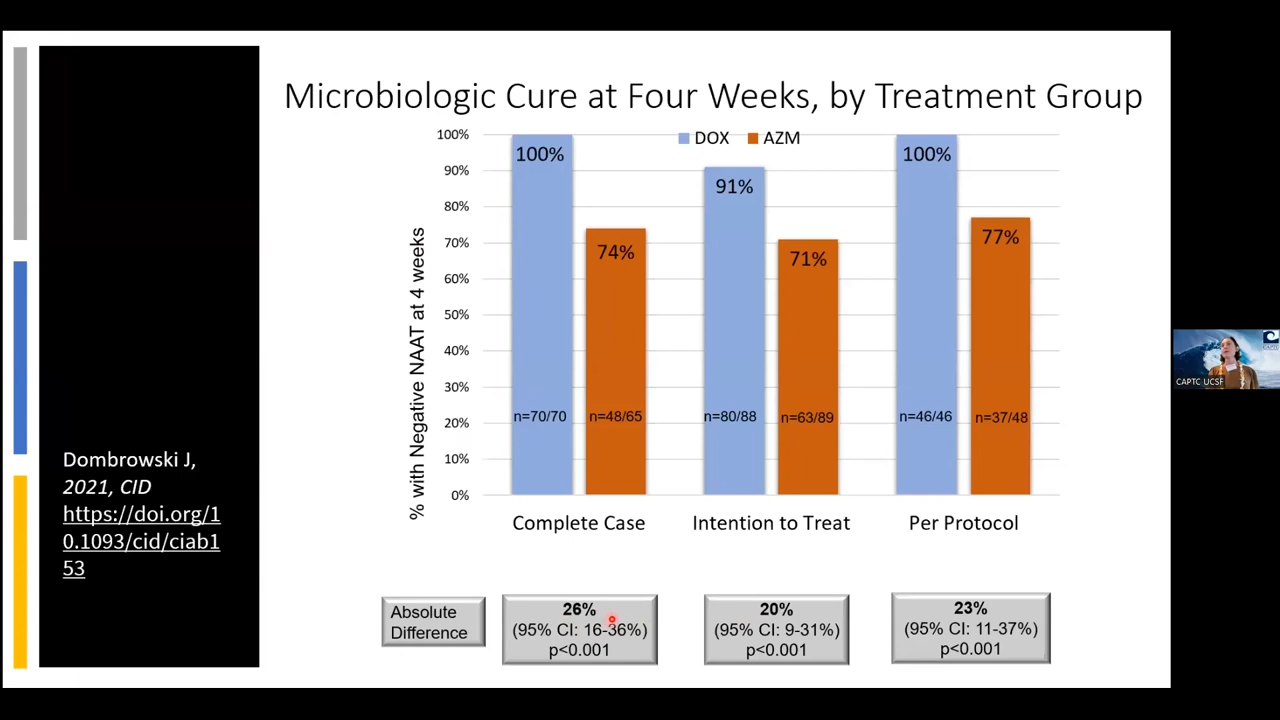 Microbiologic Cure at Four Weeks, by Treatment Group
DOX AZM
% with Negative NAAT at 4 weeks
100%
90%
80%
70%
60%
50%
40%
30%
20%
10%
0%
100%
74%
91%
71%
100%
77%
n=70/70
n=48/65
n=80/88
n=63/89
n=46/46
n=37/48
Complete Case
Intention to Treat
Per Protocol
Absolute
Difference
26%
(95% CI: 16-36%)
p<0.001
20%
(95% CI: 9-31%)
p<0.001
23%
(95% CI: 11-37%)
p<0.001
Dombrowski J,
2021, CID
https://doi.org/1
0.1093/cid/ciab1
53
CAPTC UCSF